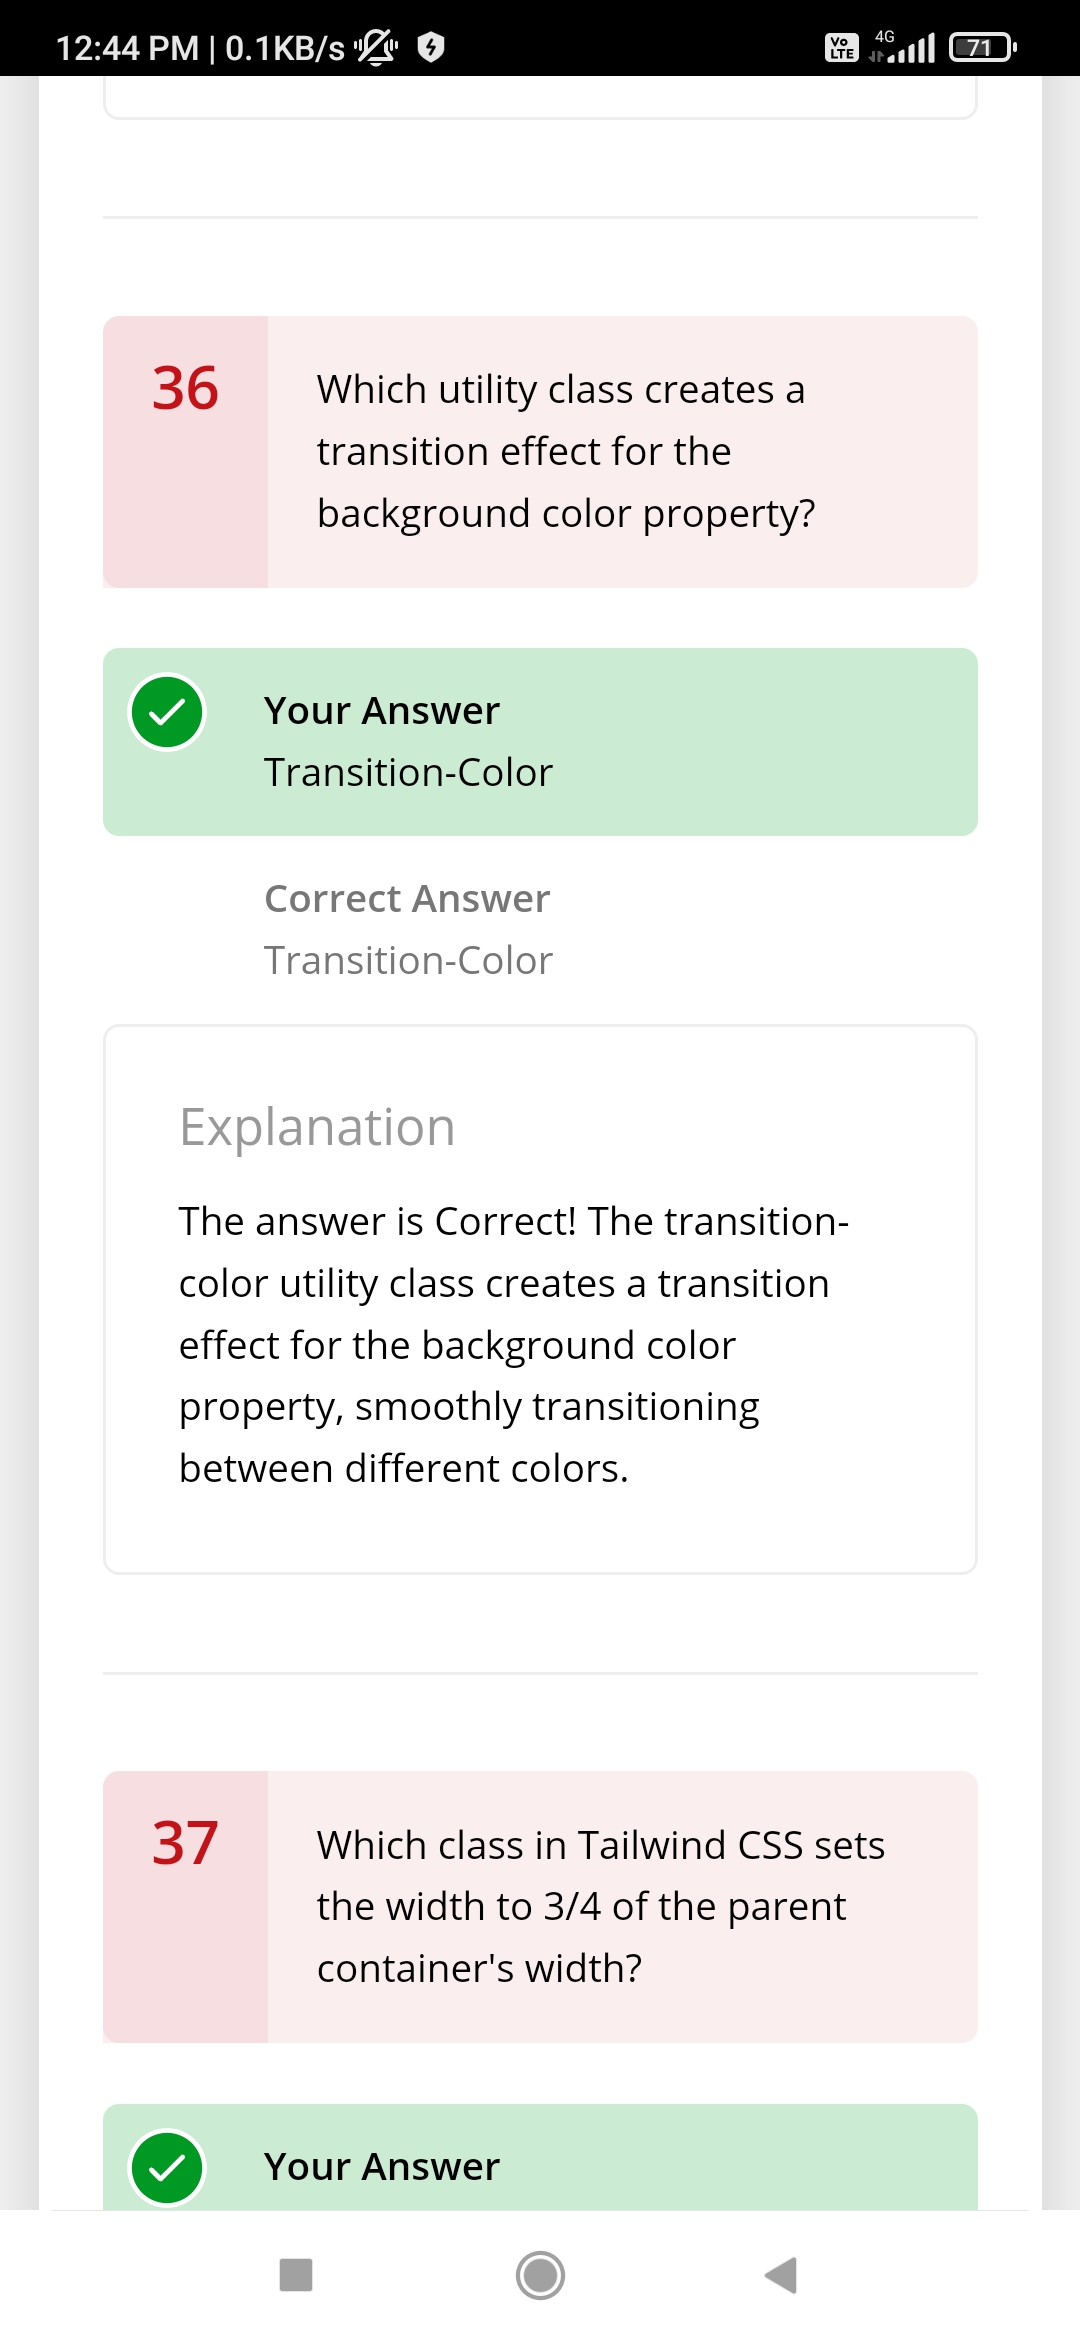 12:44 PM | 0.1KB/s
Vo LTE 4G 71
36
Which utility class creates a
transition effect for the
background color property?
Your Answer
Transition-Color
Correct Answer
Transition-Color
Explanation
The answer is Correct! The transition-
color utility class creates a transition
effect for the background color
property, smoothly transitioning
between different colors.
37
Which class in Tailwind CSS sets
the width to 3/4 of the parent
container's width?
Your Answer